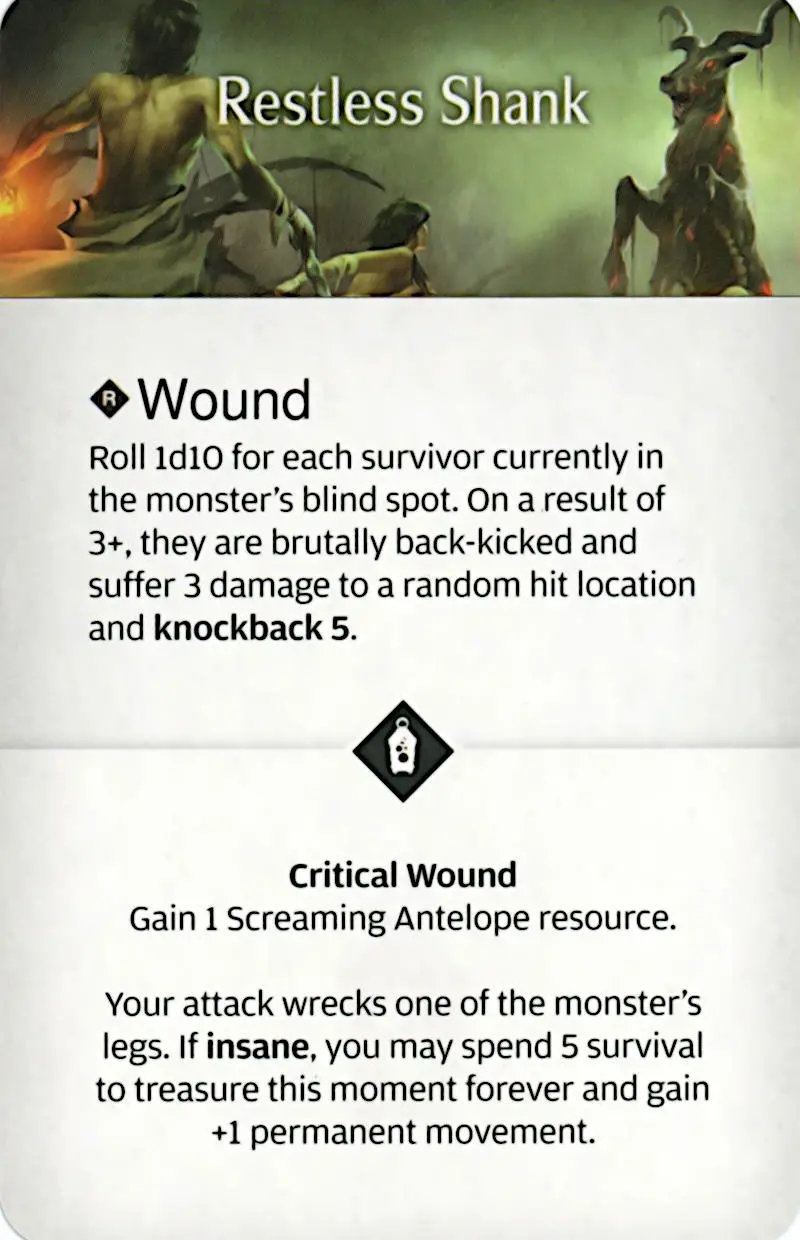 Restless Shank
R Wound
Roll 1d10 for each survivor currently in
the monster's blind spot. On a result of
3+, they are brutally back-kicked and
suffer 3 damage to a random hit location
and knockback 5.
Critical Wound
Gain 1 Screaming Antelope resource.
Your attack wrecks one of the monster's
legs. If insane, you may spend 5 survival
to treasure this moment forever and gain
+1 permanent movement.